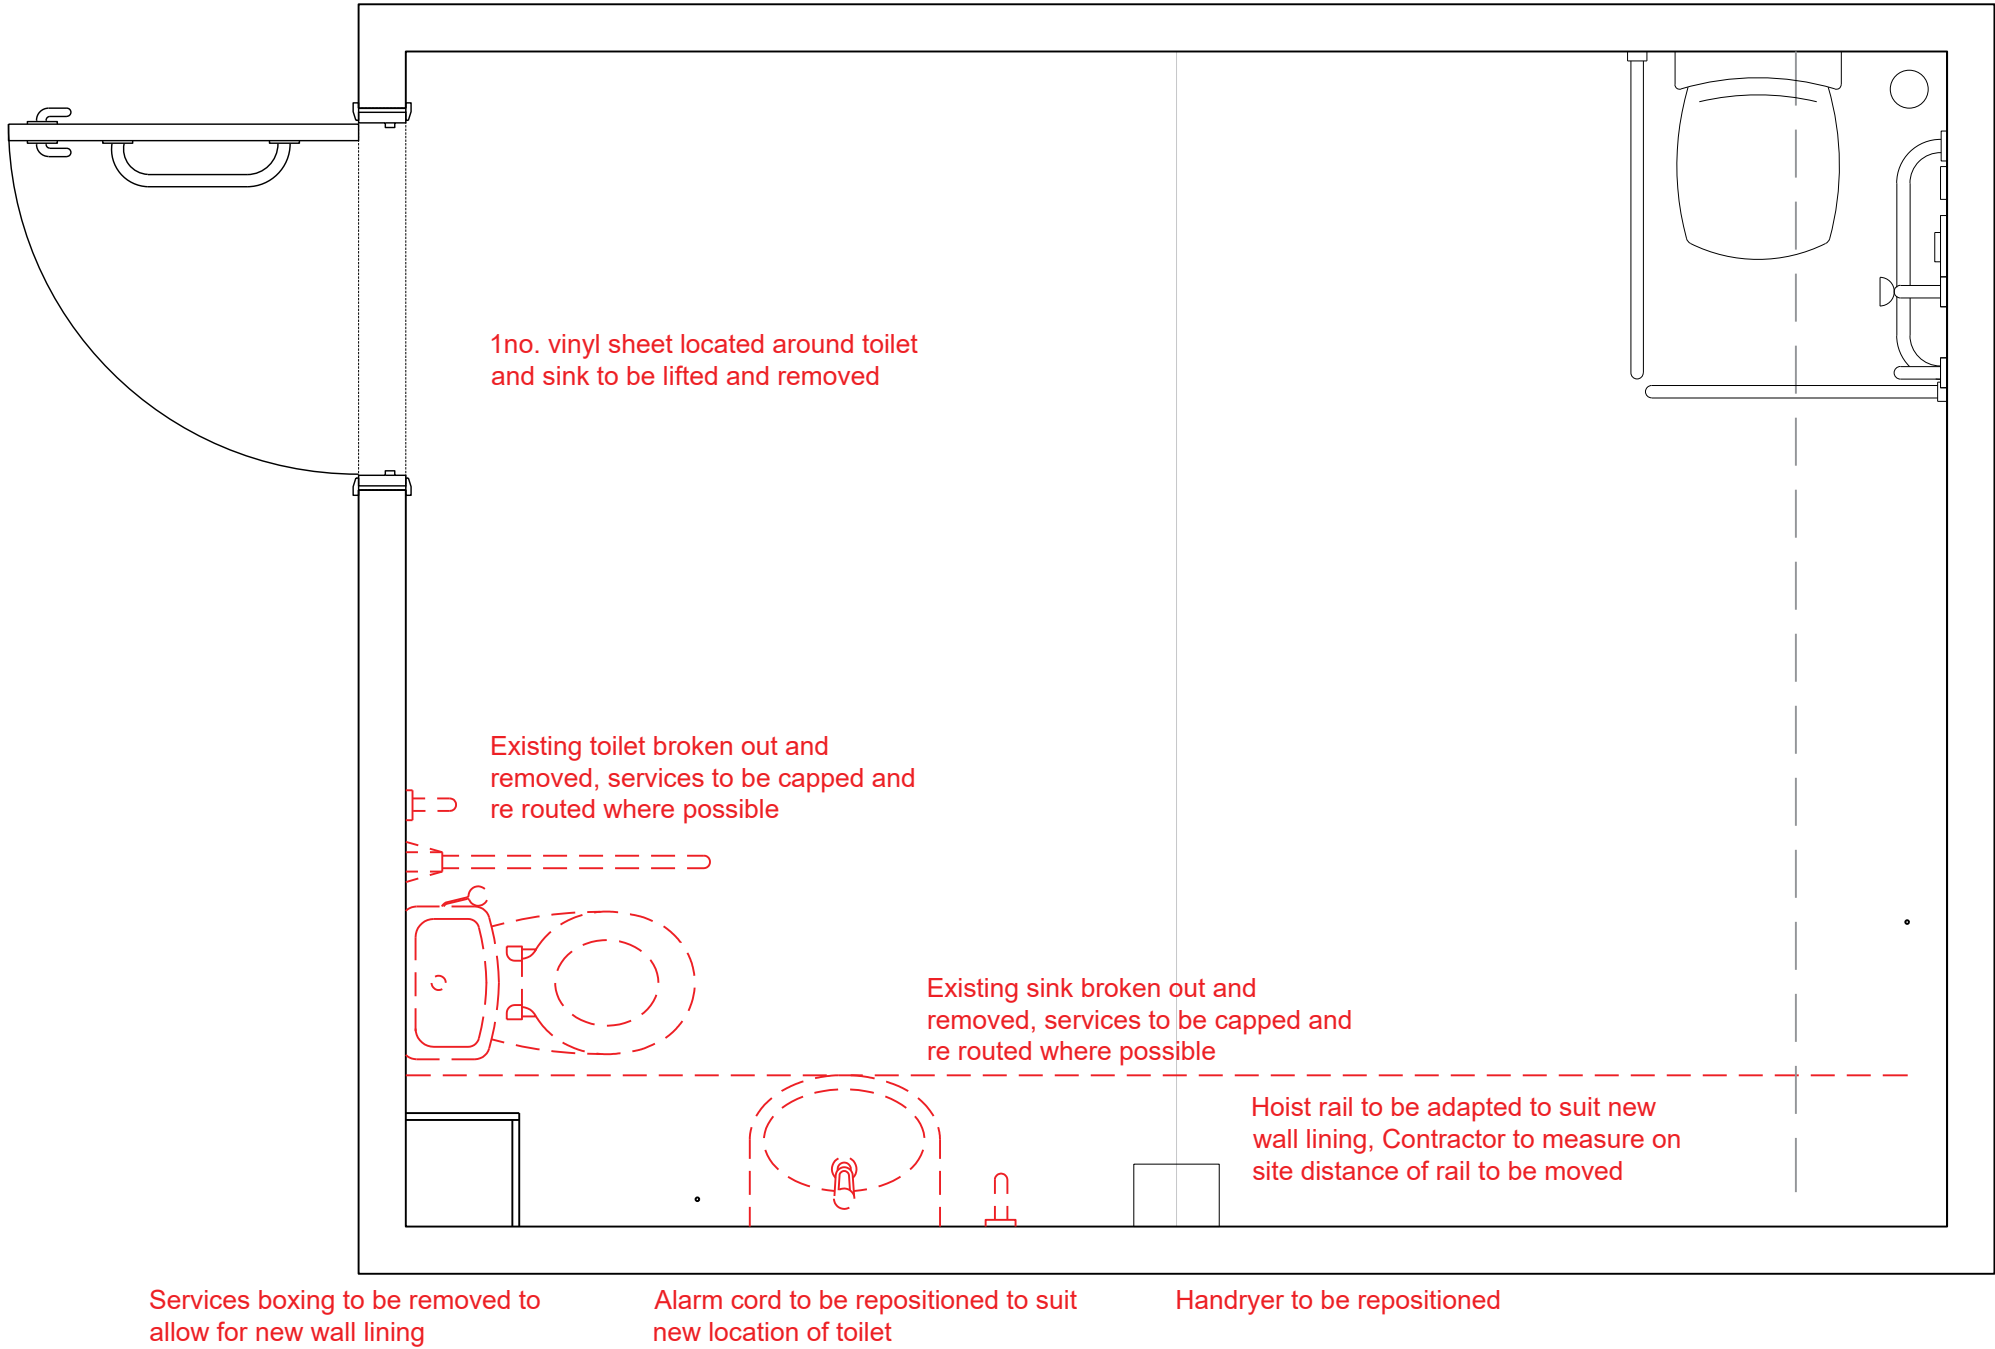 1no. vinyl sheet located around toilet
and sink to be lifted and removed
Existing toilet broken out and
removed, services to be capped and
re routed where possible
Existing sink broken out and
removed, services to be capped and
re routed where possible
Hoist rail to be adapted to suit new
wall lining, Contractor to measure on
site distance of rail to be moved
Services boxing to be removed to
allow for new wall lining
Alarm cord to be repositioned to suit
new location of toilet
Handryer to be repositioned